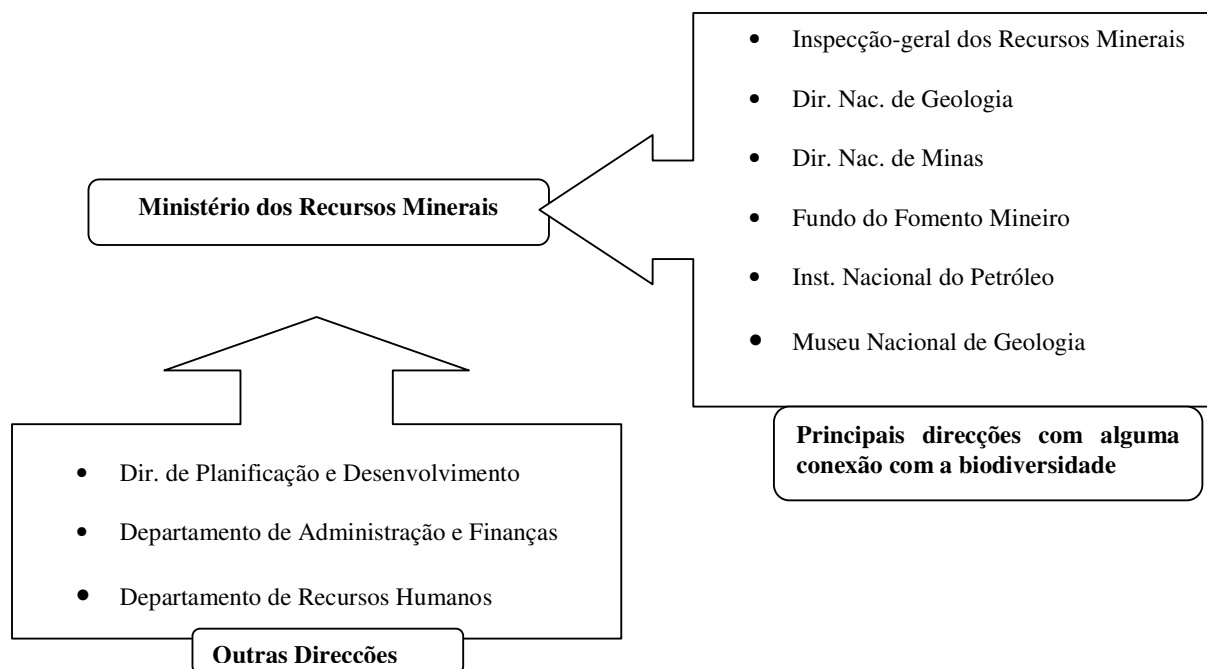 • Inspecção-geral dos Recursos Minerais
• Dir. Nac. de Geologia
• Dir. Nac. de Minas
Ministério dos Recursos Minerais
• Fundo do Fomento Mineiro
• Inst. Nacional do Petróleo
• Museu Nacional de Geologia
Principais direcções com alguma
conexão com a biodiversidade
• Dir. de Planificação e Desenvolvimento
• Departamento de Administração e Finanças
• Departamento de Recursos Humanos
Outras Direccões